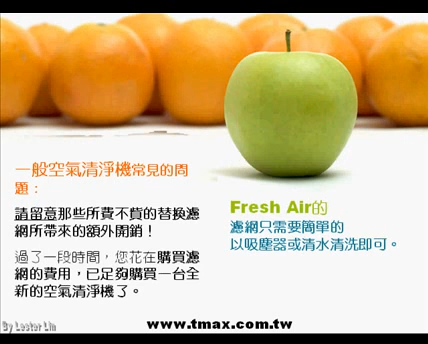 一般空氣清淨機常見的問
題：
請留意那些所費不貲的替換濾
網所帶來的額外開銷！
過了一段時間，您花在購買濾
網的費用，已足夠購買一台全
新的空氣清淨機了。
Fresh Air的
濾網只需要簡單的
以吸塵器或清水清洗即可。
www.tmax.com.tw
By Lester Lin